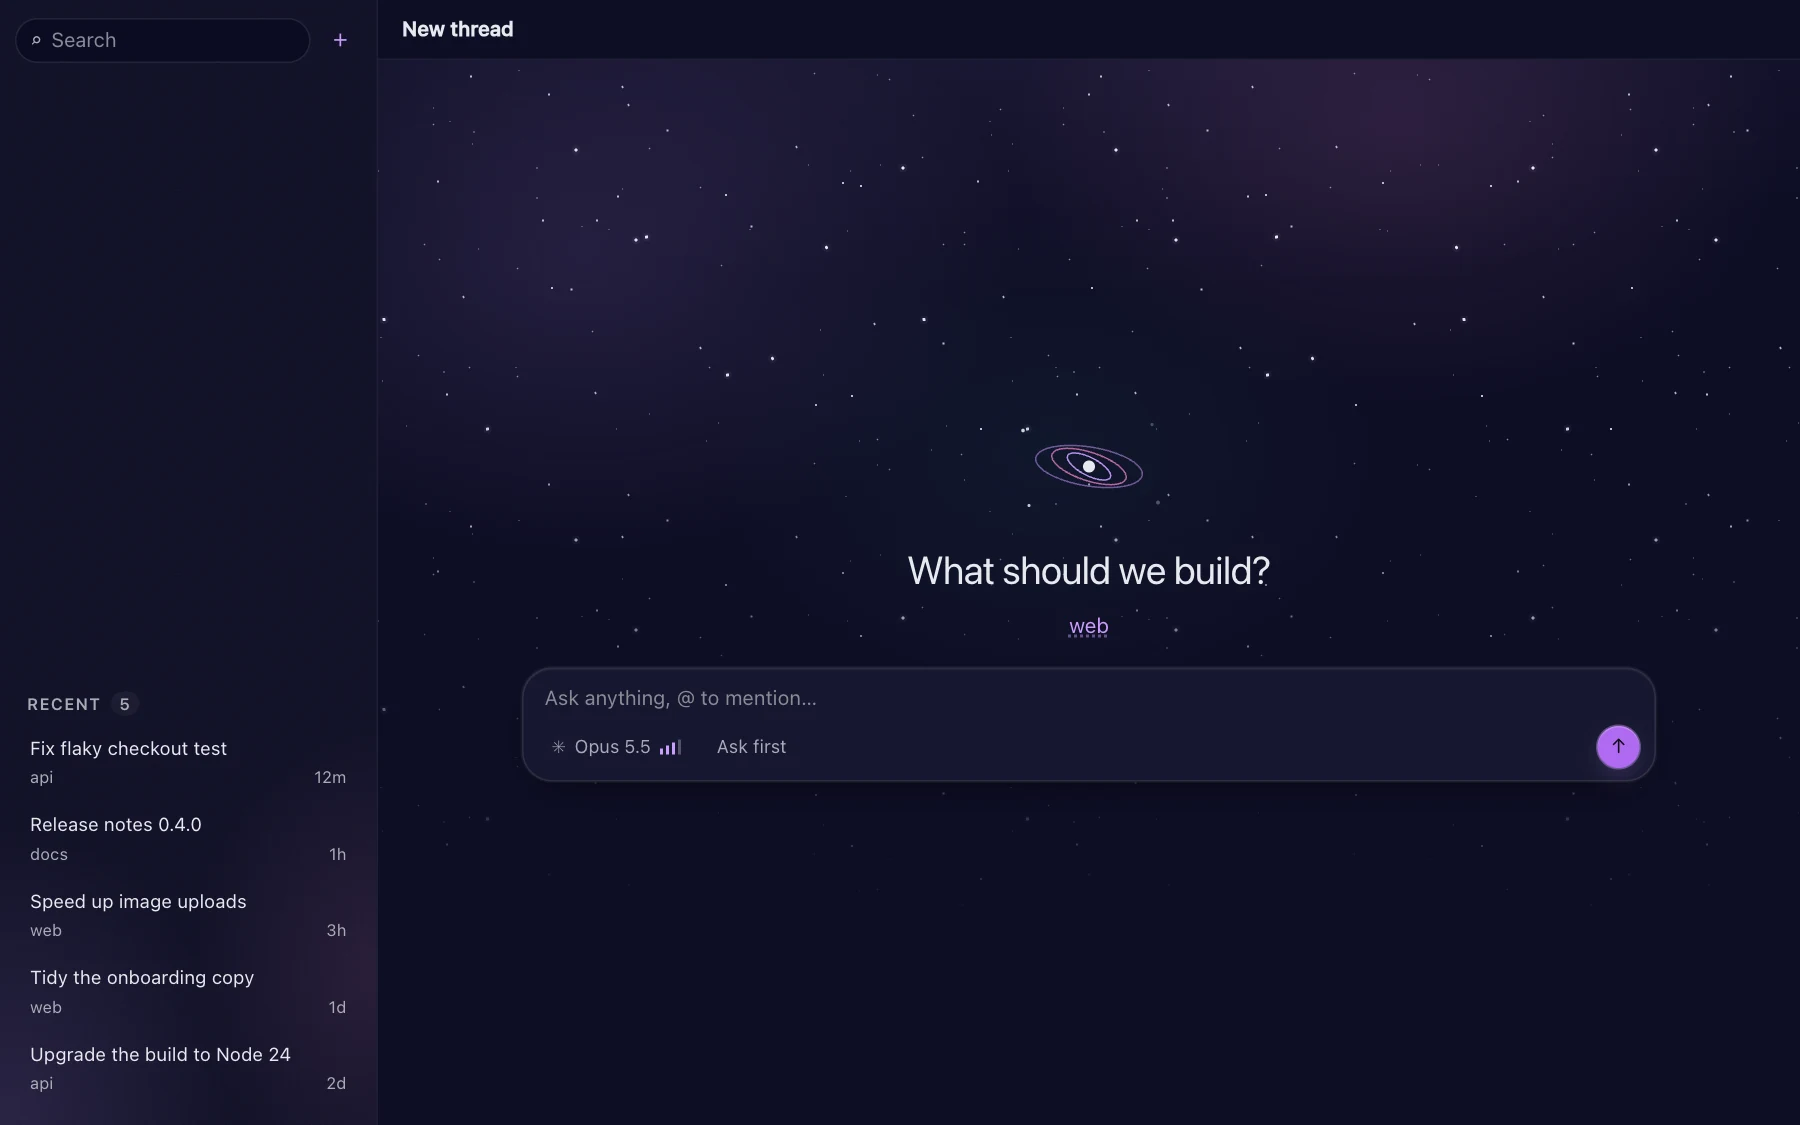 Search
+
New thread
What should we build?
web
Ask anything, @ to mention...
Opus 5.5
Ask first
RECENT 5
Fix flaky checkout test
api 12m
Release notes 0.4.0
docs 1h
Speed up image uploads
web 3h
Tidy the onboarding copy
web 1d
Upgrade the build to Node 24
api 2d